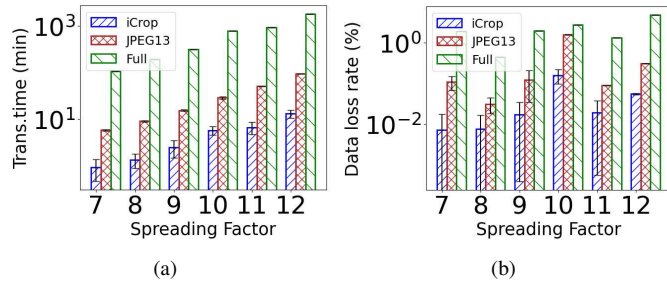 Trans.time (min)
10³
10¹
iCrop
JPEG13
Full
7 8 9 10 11 12
Spreading Factor
(a)
Data loss rate (%)
10⁰
10⁻²
iCrop
JPEG13
Full
7 8 9 10 11 12
Spreading Factor
(b)